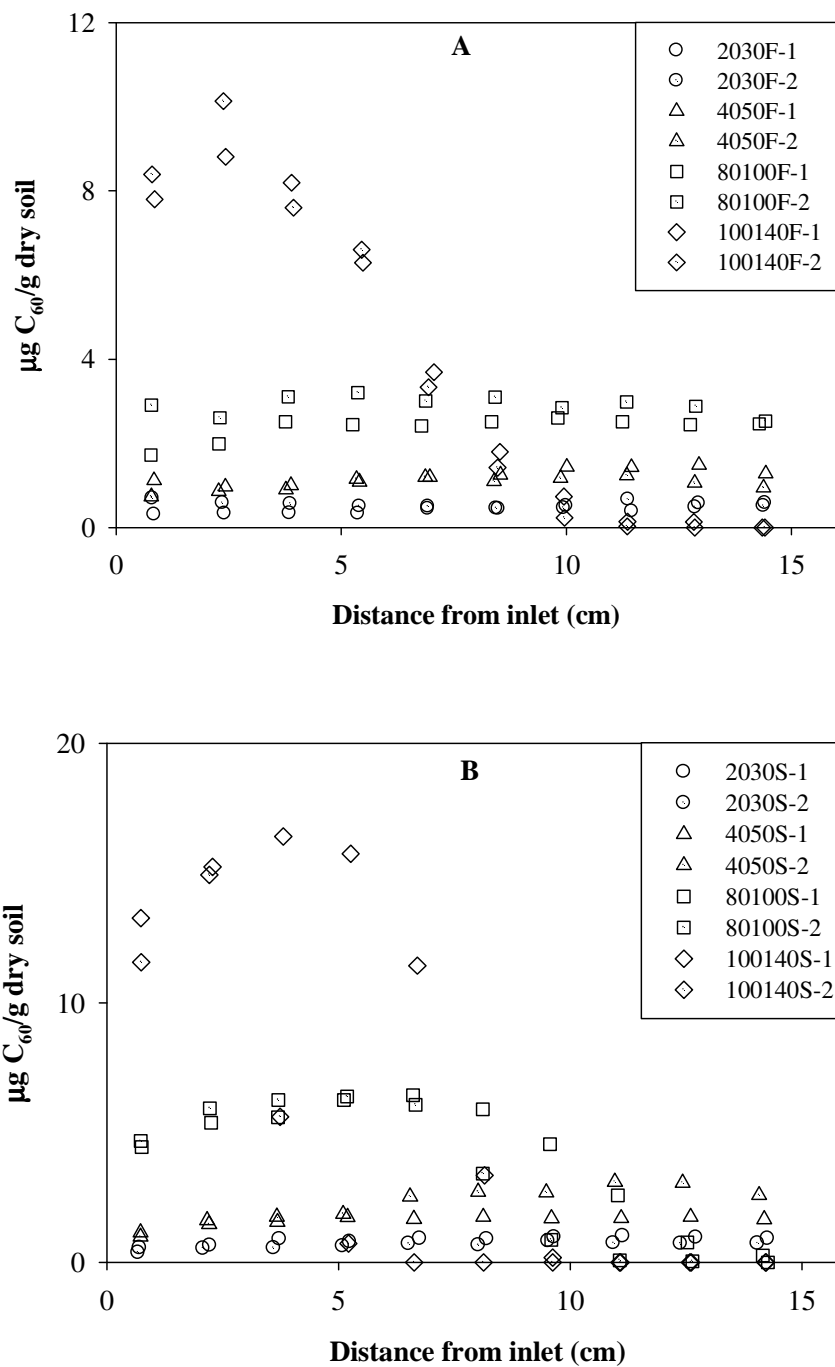 12
A
2030F-1
2030F-2
4050F-1
4050F-2
8
80100F-1
80100F-2
100140F-1
100140F-2
µg C60/g dry soil
4
0
0
5
10
15
Distance from inlet (cm)
20
B
2030S-1
2030S-2
4050S-1
4050S-2
80100S-1
80100S-2
100140S-1
100140S-2
µg C60/g dry soil
10
0
0
5
10
15
Distance from inlet (cm)